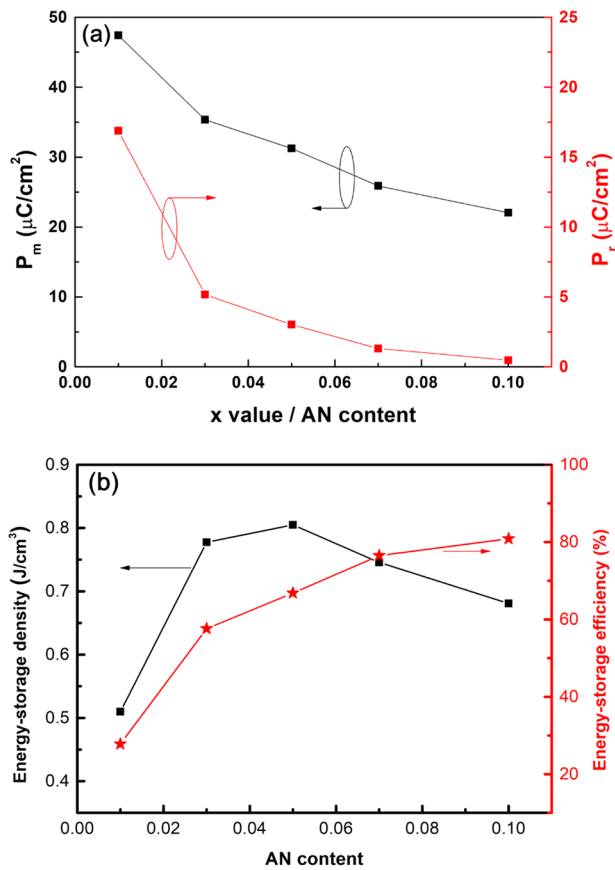 (a)
50
40
30
20
10
0
P_m (μC/cm²)
25
20
15
10
5
0
P_r (μC/cm²)
0.00 0.02 0.04 0.06 0.08 0.10
x value / AN content
(b)
0.9
0.8
0.7
0.6
0.5
0.4
Energy-storage density (J/cm³)
100
80
60
40
20
Energy-storage efficiency (%)
0.00 0.02 0.04 0.06 0.08 0.10
AN content